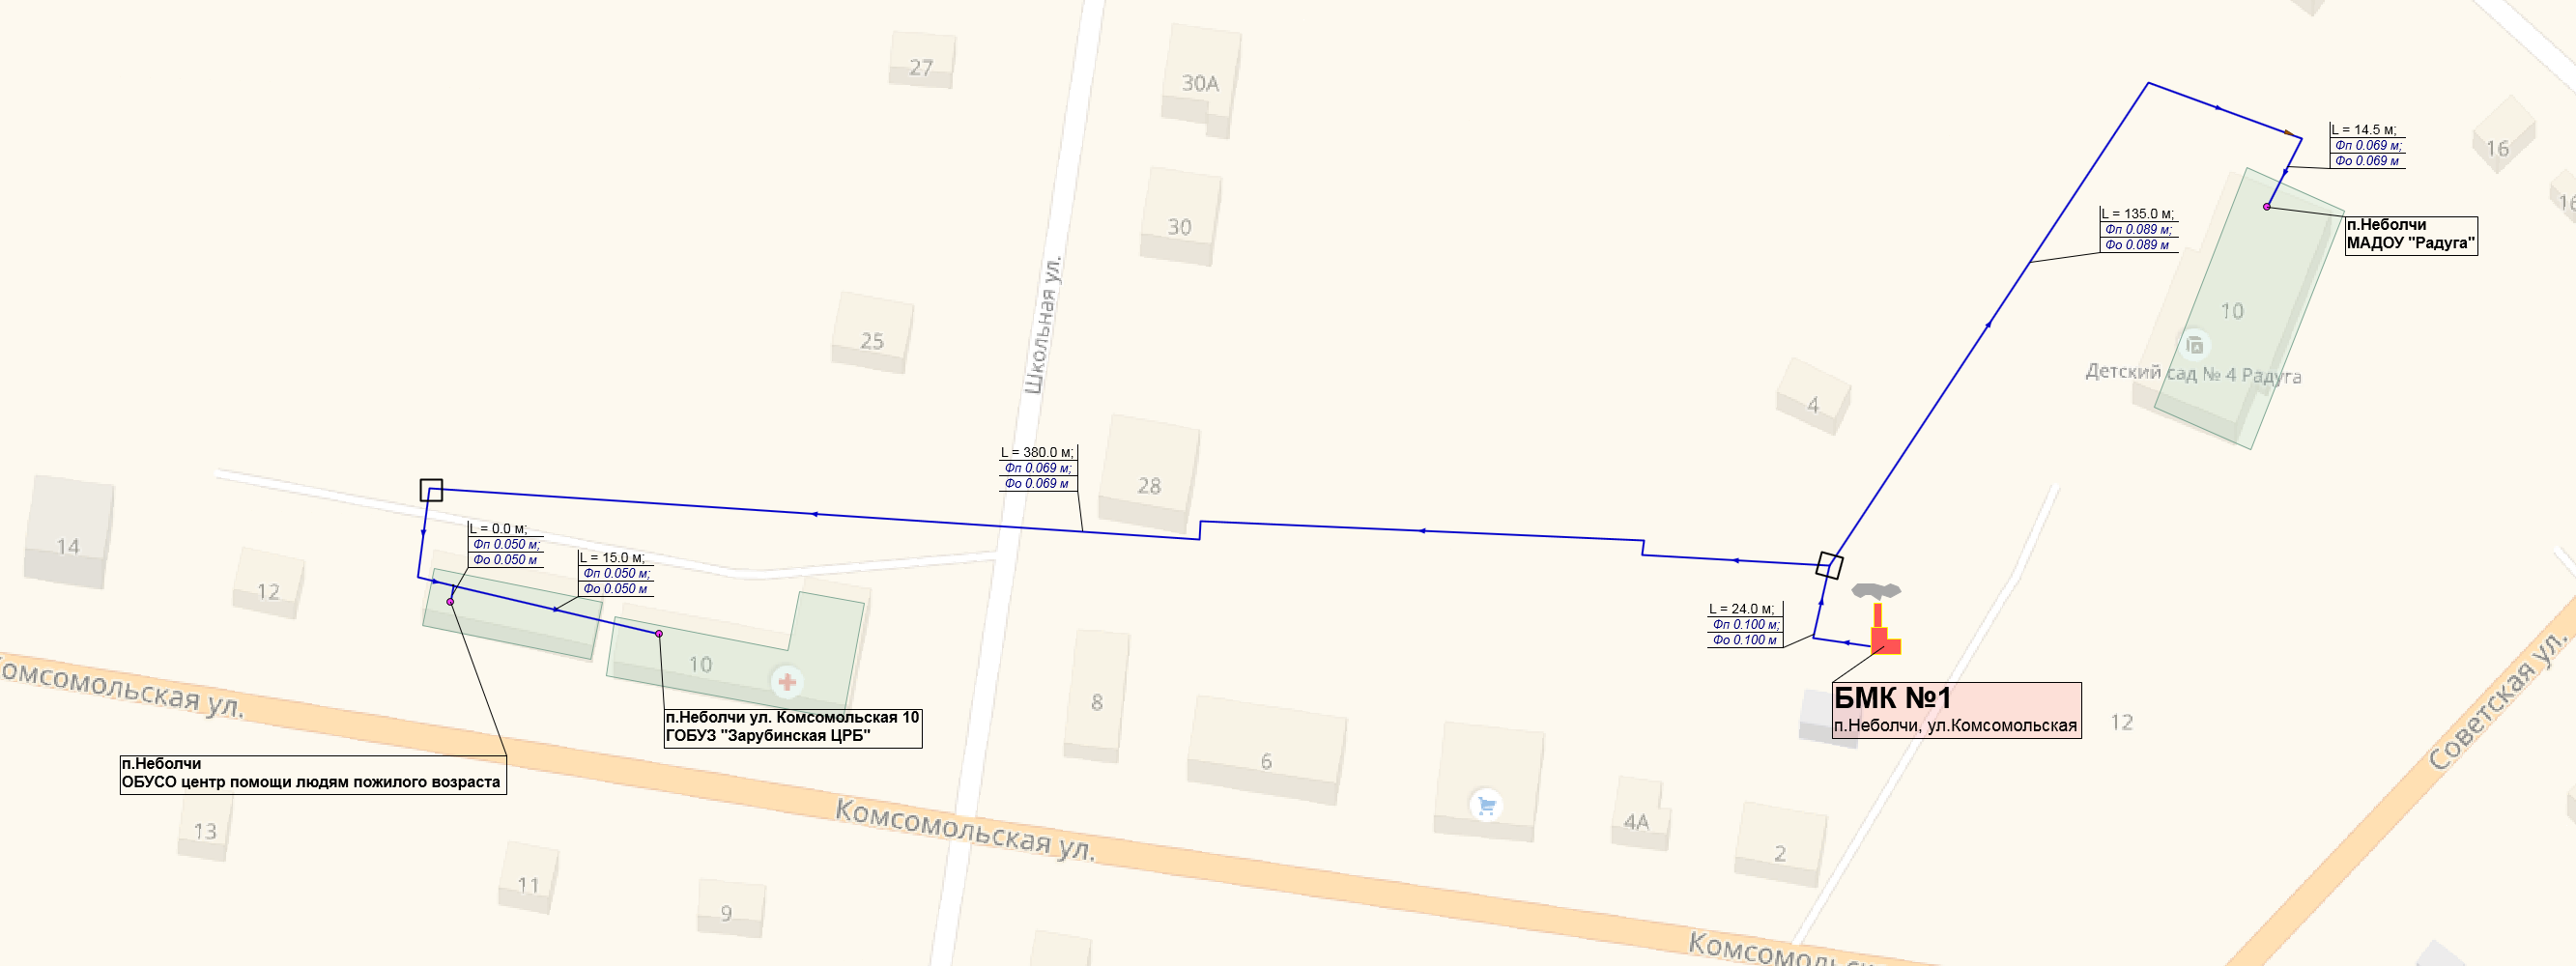 27
30А
L = 14.5 м;
Фп 0.069 м;
Фо 0.069 м
16
16
L = 135.0 м;
Фп 0.089 м;
Фо 0.089 м
30
п.Неболчи
МАДОУ "Радуга"
Школьная ул.
25
10
Детский сад № 4 Радуга
4
L = 380.0 м;
Фп 0.069 м;
Фо 0.069 м
28
14
L = 0.0 м;
Фп 0.050 м;
Фо 0.050 м
L = 15.0 м;
Фп 0.050 м;
Фо 0.050 м
12
L = 24.0 м;
Фп 0.100 м;
Фо 0.100 м
10
Комсомольская ул.
8
БМК №1
п.Неболчи, ул.Комсомольская
12
Советская ул.
п.Неболчи ул. Комсомольская 10
ГОБУЗ "Зарубинская ЦРБ"
п.Неболчи
ОБУСО центр помощи людям пожилого возраста
6
13
Комсомольская ул.
4А
2
11
9
Комсомольск